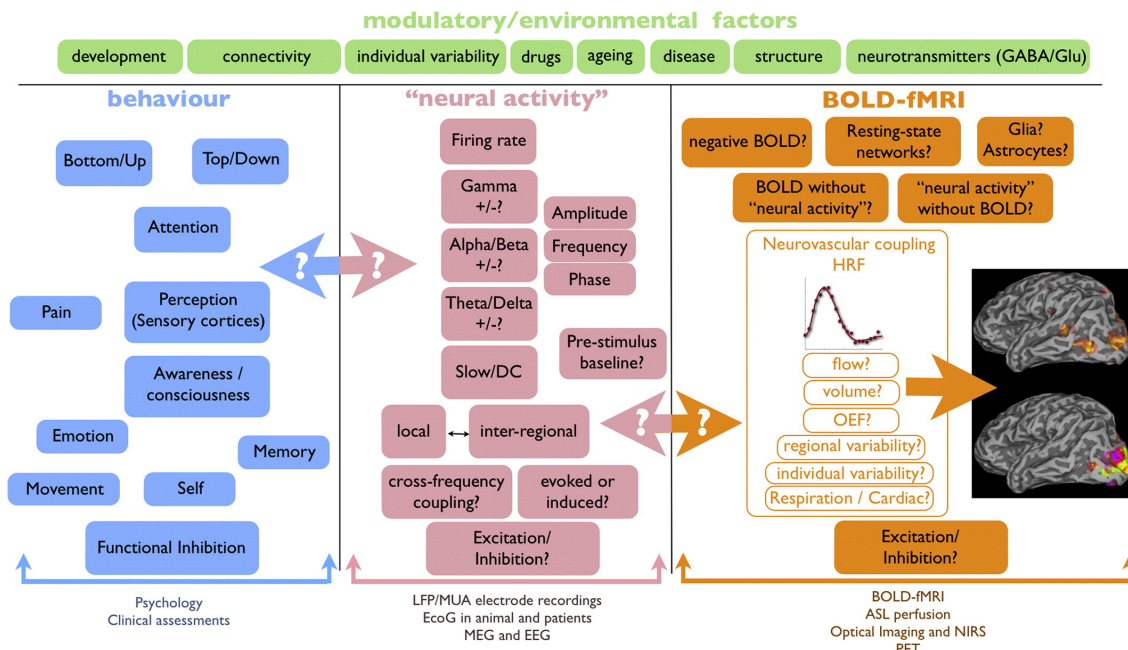 modulatory/environmental factors
development
connectivity
individual variability
drugs
ageing
disease
structure
neurotransmitters (GABA/Glu)
behaviour
Bottom/Up
Top/Down
Attention
?
Pain
Perception
(Sensory cortices)
Awareness /
consciousness
Emotion
Memory
Movement
Self
Functional Inhibition
Psychology
Clinical assessments
“neural activity”
Firing rate
Gamma
+/-?
Amplitude
Alpha/Beta
+/-?
Frequency
?
Phase
Theta/Delta
+/-?
Pre-stimulus
baseline?
Slow/DC
local
inter-regional
?
cross-frequency
coupling?
evoked or
induced?
Excitation/
Inhibition?
LFP/MUA electrode recordings
EcoG in animal and patients
MEG and EEG
BOLD-fMRI
negative BOLD?
Resting-state
networks?
Glia?
Astrocytes?
BOLD without
“neural activity”?
“neural activity”
without BOLD?
Neurovascular coupling
HRF
flow?
volume?
OEF?
?
regional variability?
individual variability?
Respiration / Cardiac?
Excitation/
Inhibition?
BOLD-fMRI
ASL perfusion
Optical Imaging and NIRS
PET